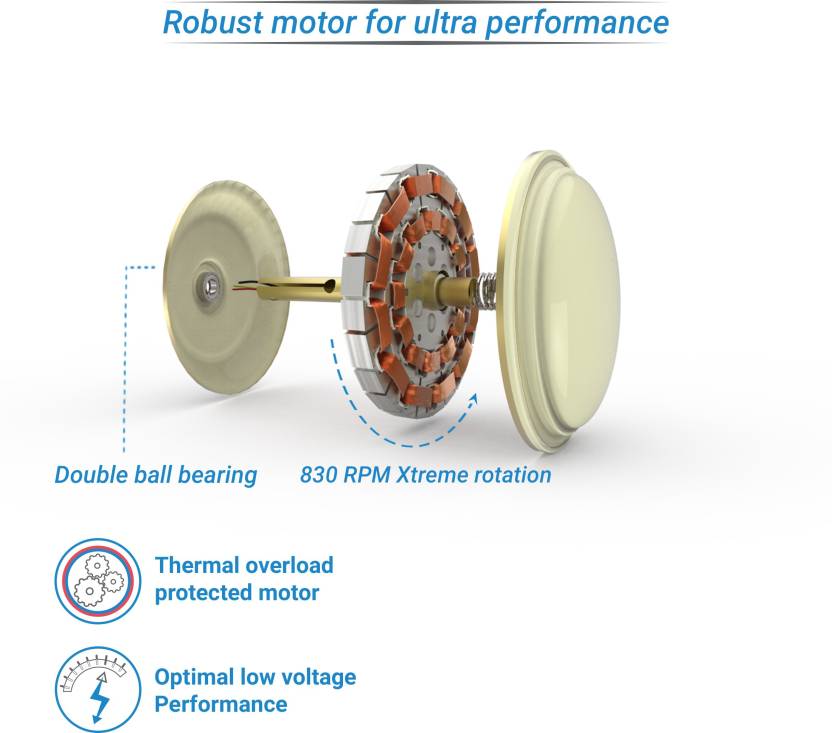 Robust motor for ultra performance
Double ball bearing
830 RPM Xtreme rotation
Thermal overload
protected motor
Optimal low voltage
Performance